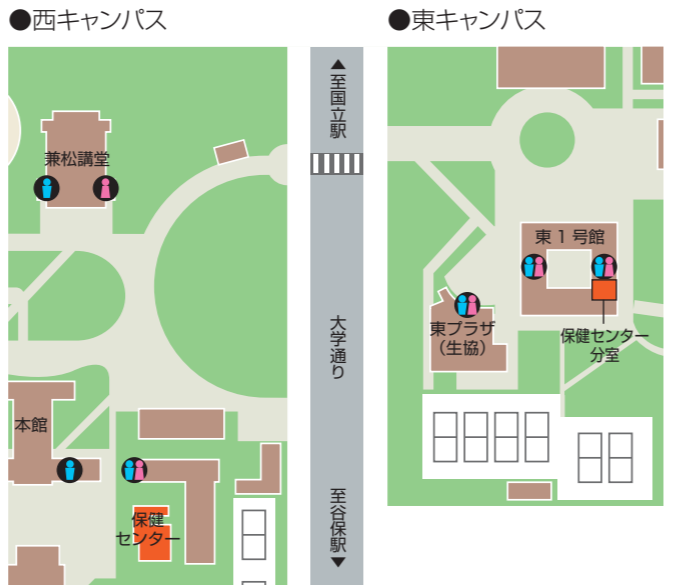 ●西キャンパス
兼松講堂
本館
保健
センター
▲至国立駅
大学通り
至谷保駅▼
●東キャンパス
東1号館
東プラザ
（生協）
保健センター
分室